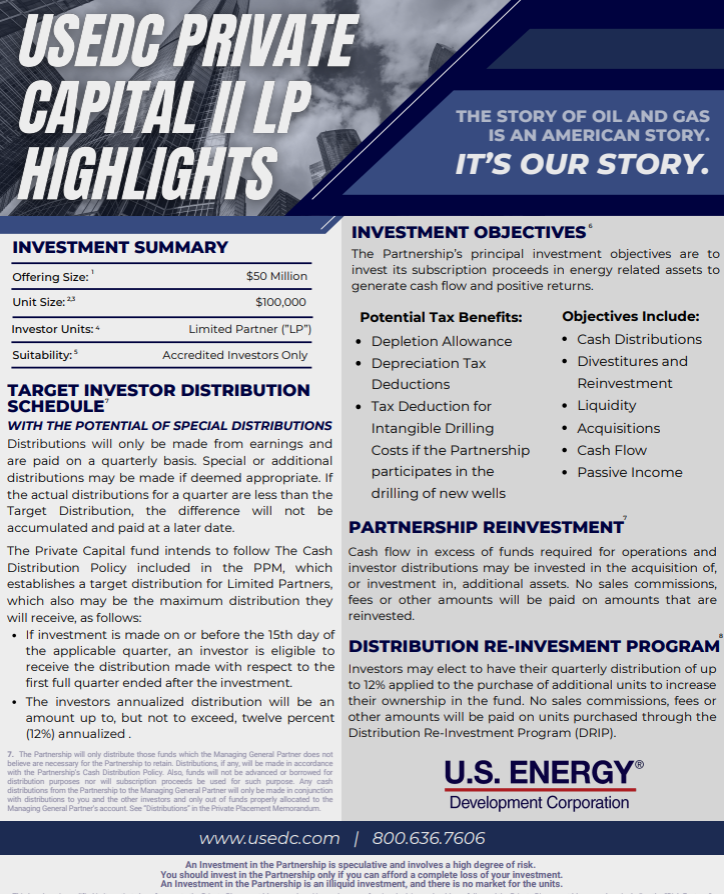 USEDC PRIVATE
CAPITAL II LP
HIGHLIGHTS
THE STORY OF OIL AND GAS
IS AN AMERICAN STORY.
IT'S OUR STORY.
INVESTMENT SUMMARY
Offering Size: 1 $50 Million
Unit Size: 2,3 $100,000
Investor Units: 4 Limited Partner ("LP")
Suitability: 5 Accredited Investors Only
TARGET INVESTOR DISTRIBUTION
SCHEDULE 7
WITH THE POTENTIAL OF SPECIAL DISTRIBUTIONS
Distributions will only be made from earnings and
are paid on a quarterly basis. Special or additional
distributions may be made if deemed appropriate. If
the actual distributions for a quarter are less than the
Target Distribution, the difference will not be
accumulated and paid at a later date.
The Private Capital fund intends to follow The Cash
Distribution Policy included in the PPM, which
establishes a target distribution for Limited Partners,
which also may be the maximum distribution they
will receive, as follows:
• If investment is made on or before the 15th day of
the applicable quarter, an investor is eligible to
receive the distribution made with respect to the
first full quarter ended after the investment.
• The investors annualized distribution will be an
amount up to, but not to exceed, twelve percent
(12%) annualized .
7. The Partnership will only distribute those funds which the Managing General Partner does not
believe are necessary for the Partnership to retain. Distributions, if any, will be made in accordance
with the Partnership's Cash Distribution Policy. Also, funds will not be advanced or borrowed for
distribution purposes nor will subscription proceeds be used for such purpose. Any cash
distributions from the Partnership to the Managing General Partner will only be made in conjunction
with distributions to you and the other investors and only out of funds properly allocated to the
Managing General Partner's account. See "Distributions" in the Private Placement Memorandum.
INVESTMENT OBJECTIVES 6
The Partnership's principal investment objectives are to
invest its subscription proceeds in energy related assets to
generate cash flow and positive returns.
Potential Tax Benefits:
• Depletion Allowance
• Depreciation Tax
Deductions
• Tax Deduction for
Intangible Drilling
Costs if the Partnership
participates in the
drilling of new wells
Objectives Include:
• Cash Distributions
• Divestitures and
Reinvestment
• Liquidity
• Acquisitions
• Cash Flow
• Passive Income
PARTNERSHIP REINVESTMENT 7
Cash flow in excess of funds required for operations and
investor distributions may be invested in the acquisition of,
or investment in, additional assets. No sales commissions,
fees or other amounts will be paid on amounts that are
reinvested.
DISTRIBUTION RE-INVESMENT PROGRAM 8
Investors may elect to have their quarterly distribution of up
to 12% applied to the purchase of additional units to increase
their ownership in the fund. No sales commissions, fees or
other amounts will be paid on units purchased through the
Distribution Re-Investment Program (DRIP).
U.S. ENERGY®
Development Corporation
www.usedc.com | 800.636.7606
An Investment in the Partnership is speculative and involves a high degree of risk.
You should invest in the Partnership only if you can afford a complete loss of your investment.
An Investment in the Partnership is an illiquid investment, and there is no market for the units.